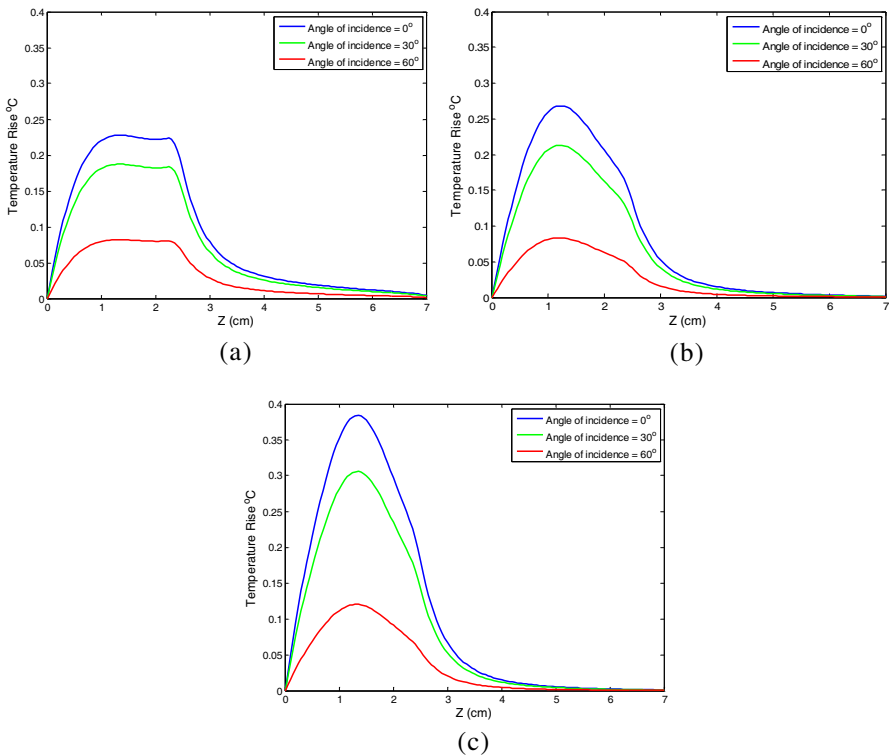 0.4
0.35
0.3
0.25
0.2
0.15
0.1
0.05
0
Temperature Rise °C
0 1 2 3 4 5 6 7
Z (cm)
Angle of incidence = 0°
Angle of incidence = 30°
Angle of incidence = 60°
(a)
0.4
0.35
0.3
0.25
0.2
0.15
0.1
0.05
0
Temperature Rise °C
0 1 2 3 4 5 6 7
Z (cm)
Angle of incidence = 0°
Angle of incidence = 30°
Angle of incidence = 60°
(b)
0.4
0.35
0.3
0.25
0.2
0.15
0.1
0.05
0
Temperature Rise °C
0 1 2 3 4 5 6 7
Z (cm)
Angle of incidence = 0°
Angle of incidence = 30°
Angle of incidence = 60°
(c)